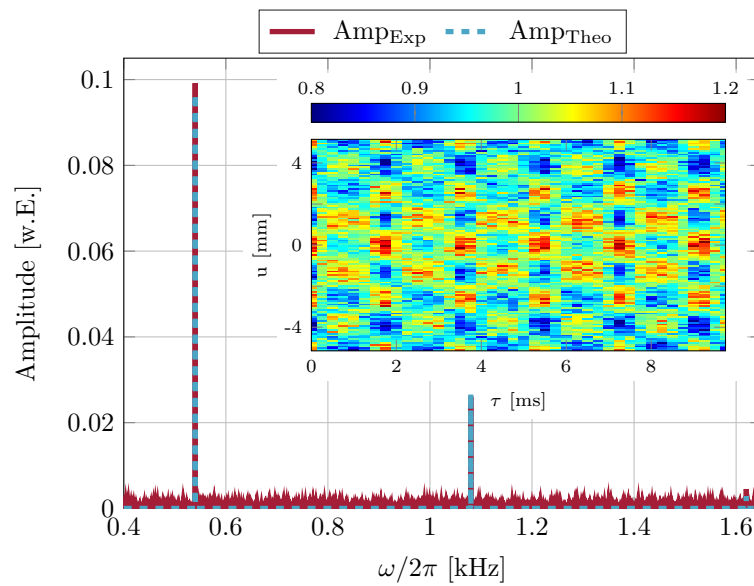 Amp_Exp Amp_Theo
0.8 0.9 1 1.1 1.2
0.1
0.08
0.06
0.04
0.02
0
Amplitude [w.E.]
4
0
-4
u [mm]
0 2 4 6 8
τ [ms]
0.4 0.6 0.8 1 1.2 1.4 1.6
ω/2π [kHz]